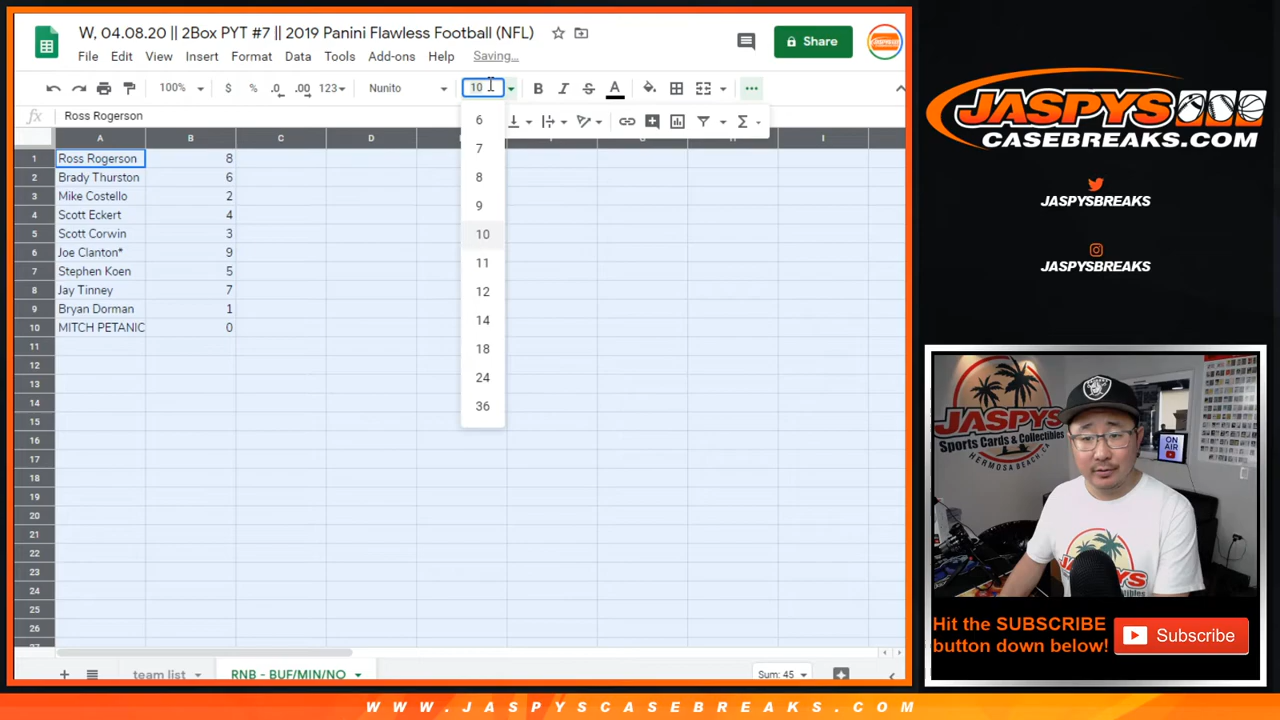 W, 04.08.20 || 2Box PYT #7 || 2019 Panini Flawless Football (NFL)
File Edit View Insert Format Data Tools Add-ons Help Saving...
Share
100% $ % .0 .00 123 Nunito 10 B I S A
fx Ross Rogerson
A B C D I
1 Ross Rogerson 8
2 Brady Thurston 6
3 Mike Costello 2
4 Scott Eckert 4
5 Scott Corwin 3
6 Joe Clanton* 9
7 Stephen Koen 5
8 Jay Tinney 7
9 Bryan Dorman 1
10 MITCH PETANIC 0
11
12
13
14
15
16
17
18
19
20
21
22
23
24
25
26
6
7
8
9
10
11
12
14
18
24
36
team list RNB - BUF/MIN/NO Sum: 45
JASPYS
CASEBREAKS.COM
JASPYSBREAKS
JASPYSBREAKS
JASPYS
Sports Cards & Collectibles
HERMOSA BEACH, CA
ON AIR
Hit the SUBSCRIBE
button down below!
Subscribe
WWW.JASPYSCASEBREAKS.COM